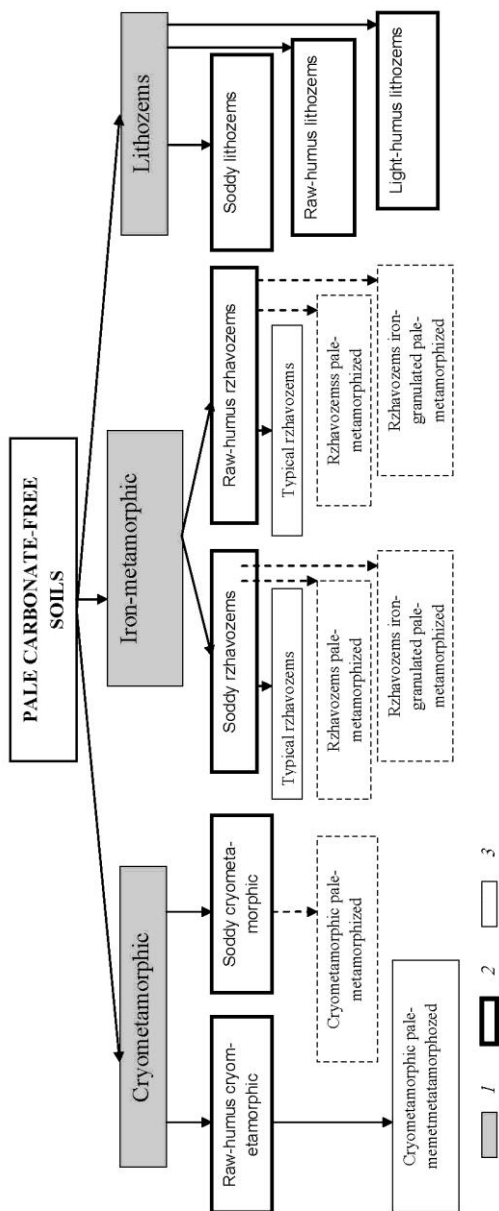 PALE CARBONATE-FREE
SOILS
Cryometamorphic
Iron-metamorphic
Lithozems
Raw-humus cryom-
etamorphic
Soddy cryometa-
morphic
Soddy rzhavozems
Raw-humus rzhavozems
Soddy lithozems
Raw-humus lithozems
Light-humus lithozems
Cryometamorphic pale-
memetmetatamorphozed
Cryometamorphic pale-
metamorphized
Typical rzhavozems
Rzhavozems pale-
metamorphized
Rzhavozems iron-
granulated pale-
metamorphized
Typical rzhavozems
Rzhavozemss pale-
metamorphized
Rzhavozems iron-
granulated pale-
metamorphized
1
2
3